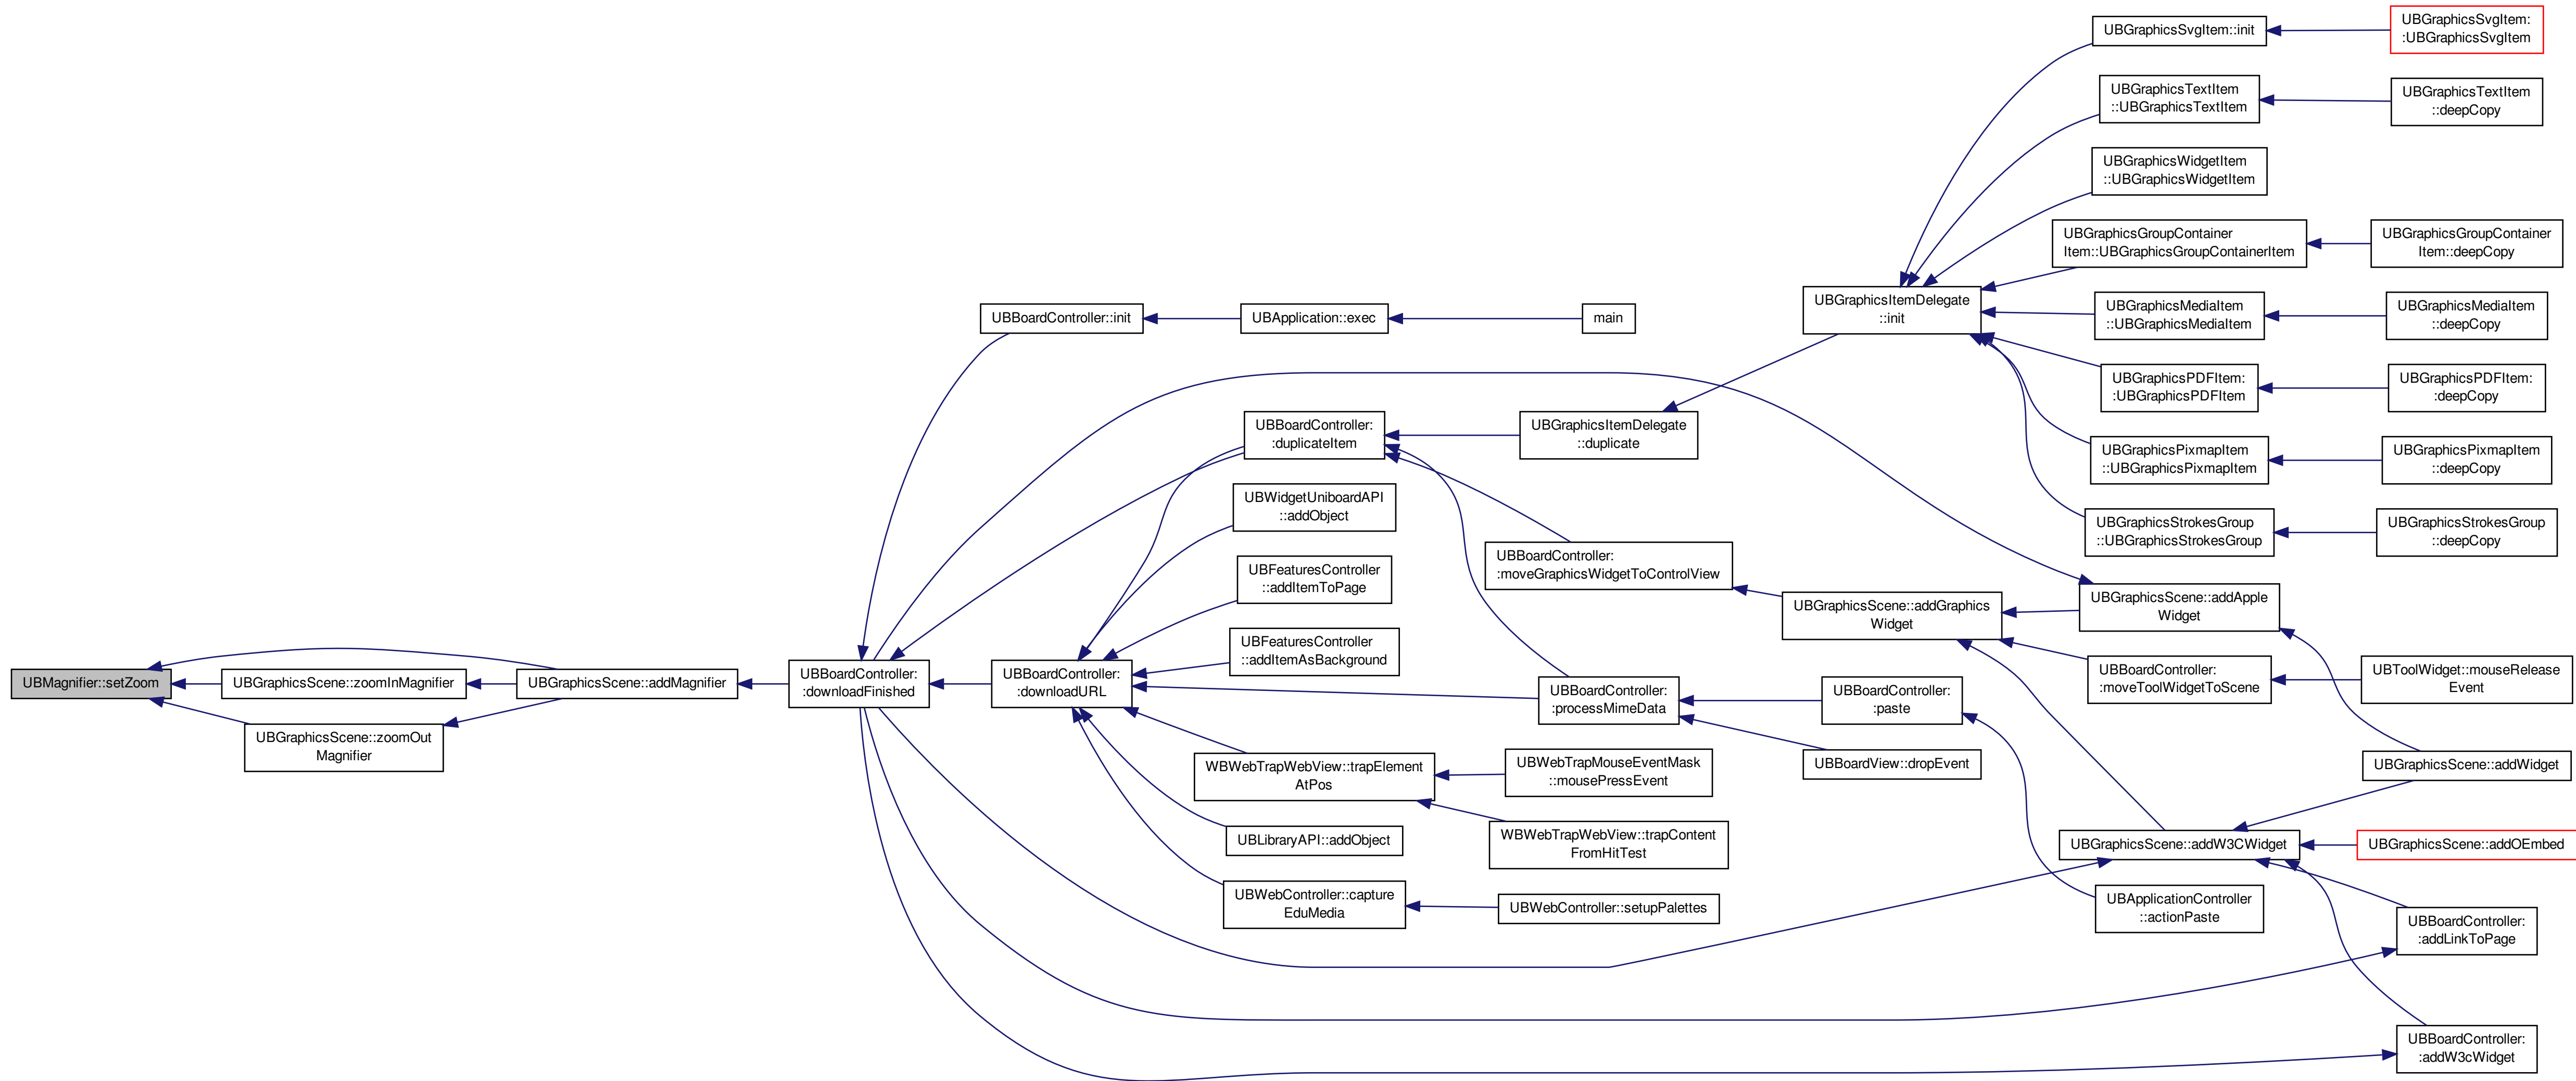 UBMagnifier::setZoom
UBGraphicsScene::zoomInMagnifier
UBGraphicsScene::zoomOut
Magnifier
UBGraphicsScene::addMagnifier
UBBoardController:
:downloadFinished
UBBoardController::init
UBApplication::exec
main
UBBoardController:
:downloadURL
UBBoardController:
:duplicateItem
UBWidgetUniboardAPI
::addObject
UBFeaturesController
::addItemToPage
UBFeaturesController
::addItemAsBackground
WBWebTrapWebView::trapElement
AtPos
UBLibraryAPI::addObject
UBWebController::capture
EduMedia
UBGraphicsItemDelegate
::duplicate
UBBoardController:
:moveGraphicsWidgetToControlView
UBBoardController:
:processMimeData
UBWebTrapMouseEventMask
::mousePressEvent
WBWebTrapWebView::trapContent
FromHitTest
UBWebController::setupPalettes
UBGraphicsItemDelegate
::init
UBGraphicsScene::addGraphics
Widget
UBBoardController:
:paste
UBBoardView::dropEvent
UBGraphicsSvgItem::init
UBGraphicsTextItem
::UBGraphicsTextItem
UBGraphicsWidgetItem
::UBGraphicsWidgetItem
UBGraphicsGroupContainer
Item::UBGraphicsGroupContainerItem
UBGraphicsMediaItem
::UBGraphicsMediaItem
UBGraphicsPDFItem:
:UBGraphicsPDFItem
UBGraphicsPixmapItem
::UBGraphicsPixmapItem
UBGraphicsStrokesGroup
::UBGraphicsStrokesGroup
UBGraphicsScene::addApple
Widget
UBBoardController:
:moveToolWidgetToScene
UBGraphicsScene::addW3CWidget
UBApplicationController
::actionPaste
UBGraphicsSvgItem:
:UBGraphicsSvgItem
UBGraphicsTextItem
::deepCopy
UBGraphicsGroupContainer
Item::deepCopy
UBGraphicsMediaItem
::deepCopy
UBGraphicsPDFItem:
:deepCopy
UBGraphicsPixmapItem
::deepCopy
UBGraphicsStrokesGroup
::deepCopy
UBToolWidget::mouseRelease
Event
UBGraphicsScene::addWidget
UBGraphicsScene::addOEmbed
UBBoardController:
:addLinkToPage
UBBoardController:
:addW3cWidget